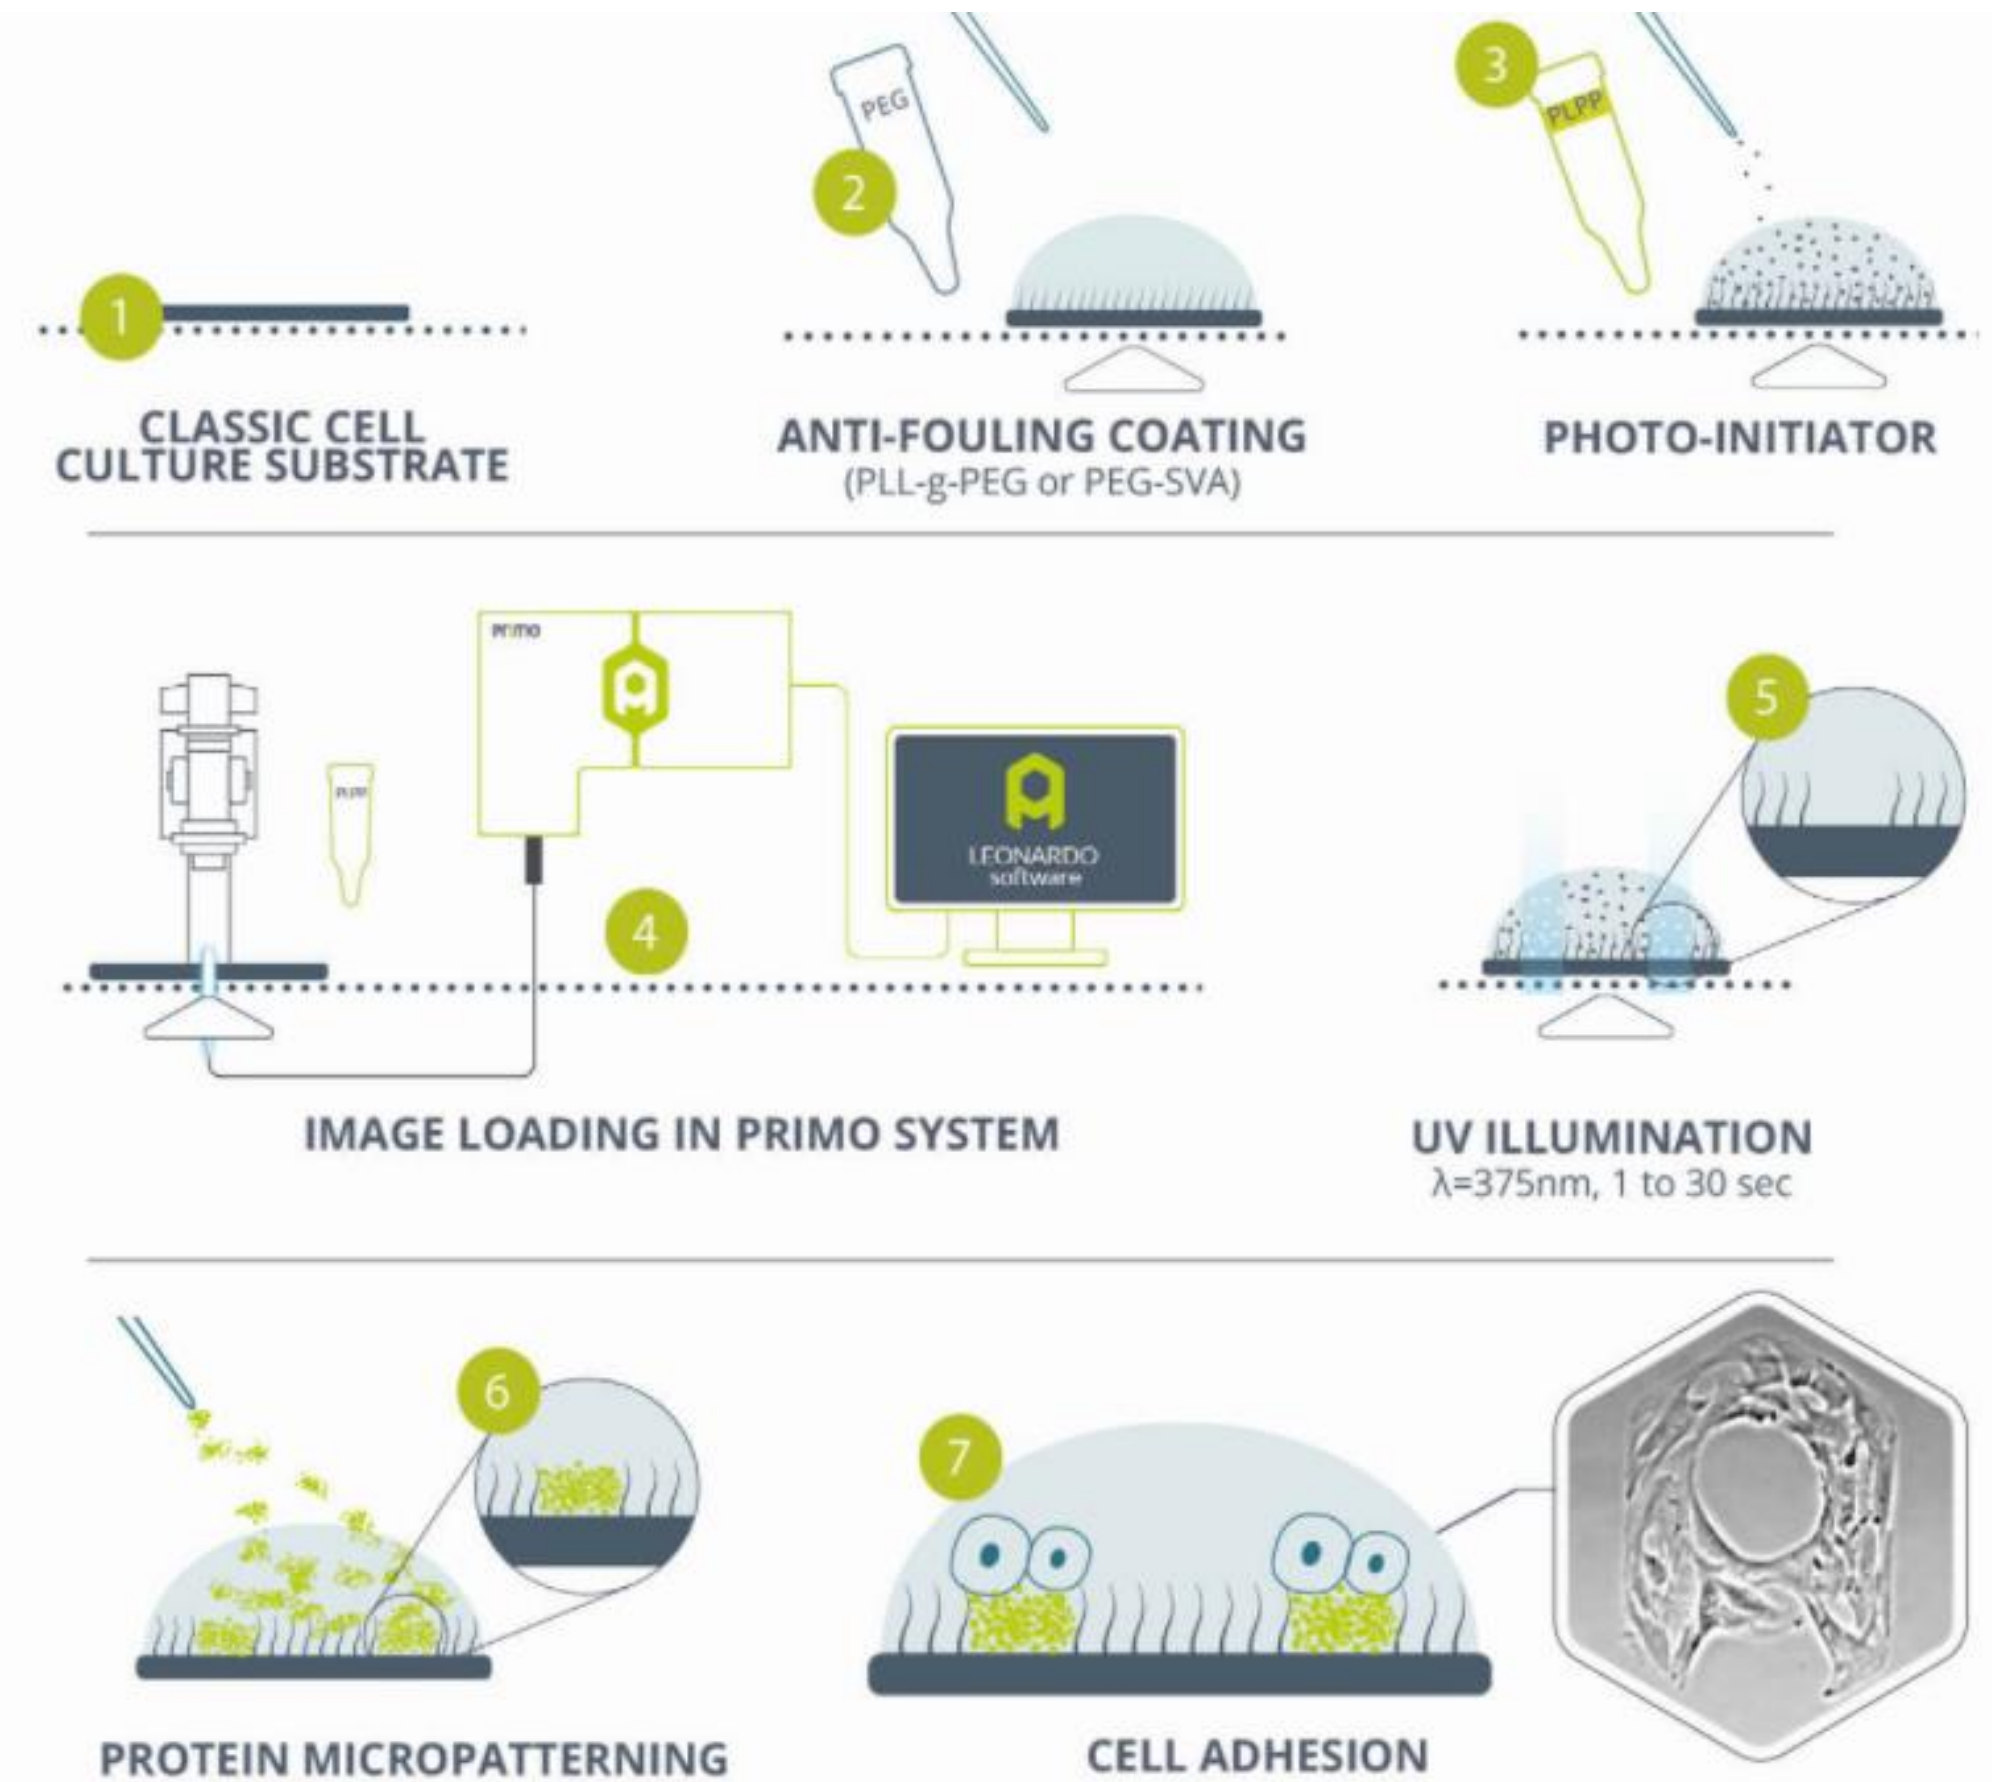 1
CLASSIC CELL
CULTURE SUBSTRATE
PEG
2
ANTI-FOULING COATING
(PLL-g-PEG or PEG-SVA)
3
PLPP
PHOTO-INITIATOR
PLPP
primo
LEONARDO
software
4
IMAGE LOADING IN PRIMO SYSTEM
5
UV ILLUMINATION
λ=375nm, 1 to 30 sec
6
PROTEIN MICROPATTERNING
7
CELL ADHESION